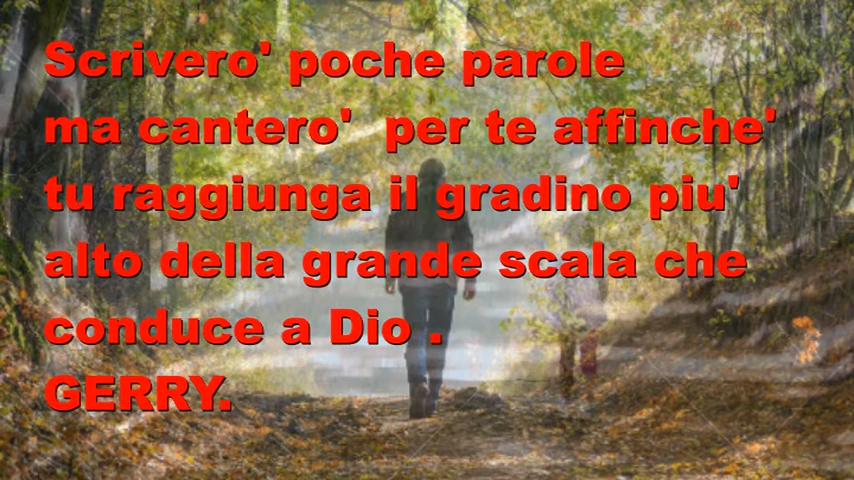 Scrivero' poche parole
ma cantero' per te affinche'
tu raggiunga il gradino piu'
alto della grande scala che
conduce a Dio .
GERRY.